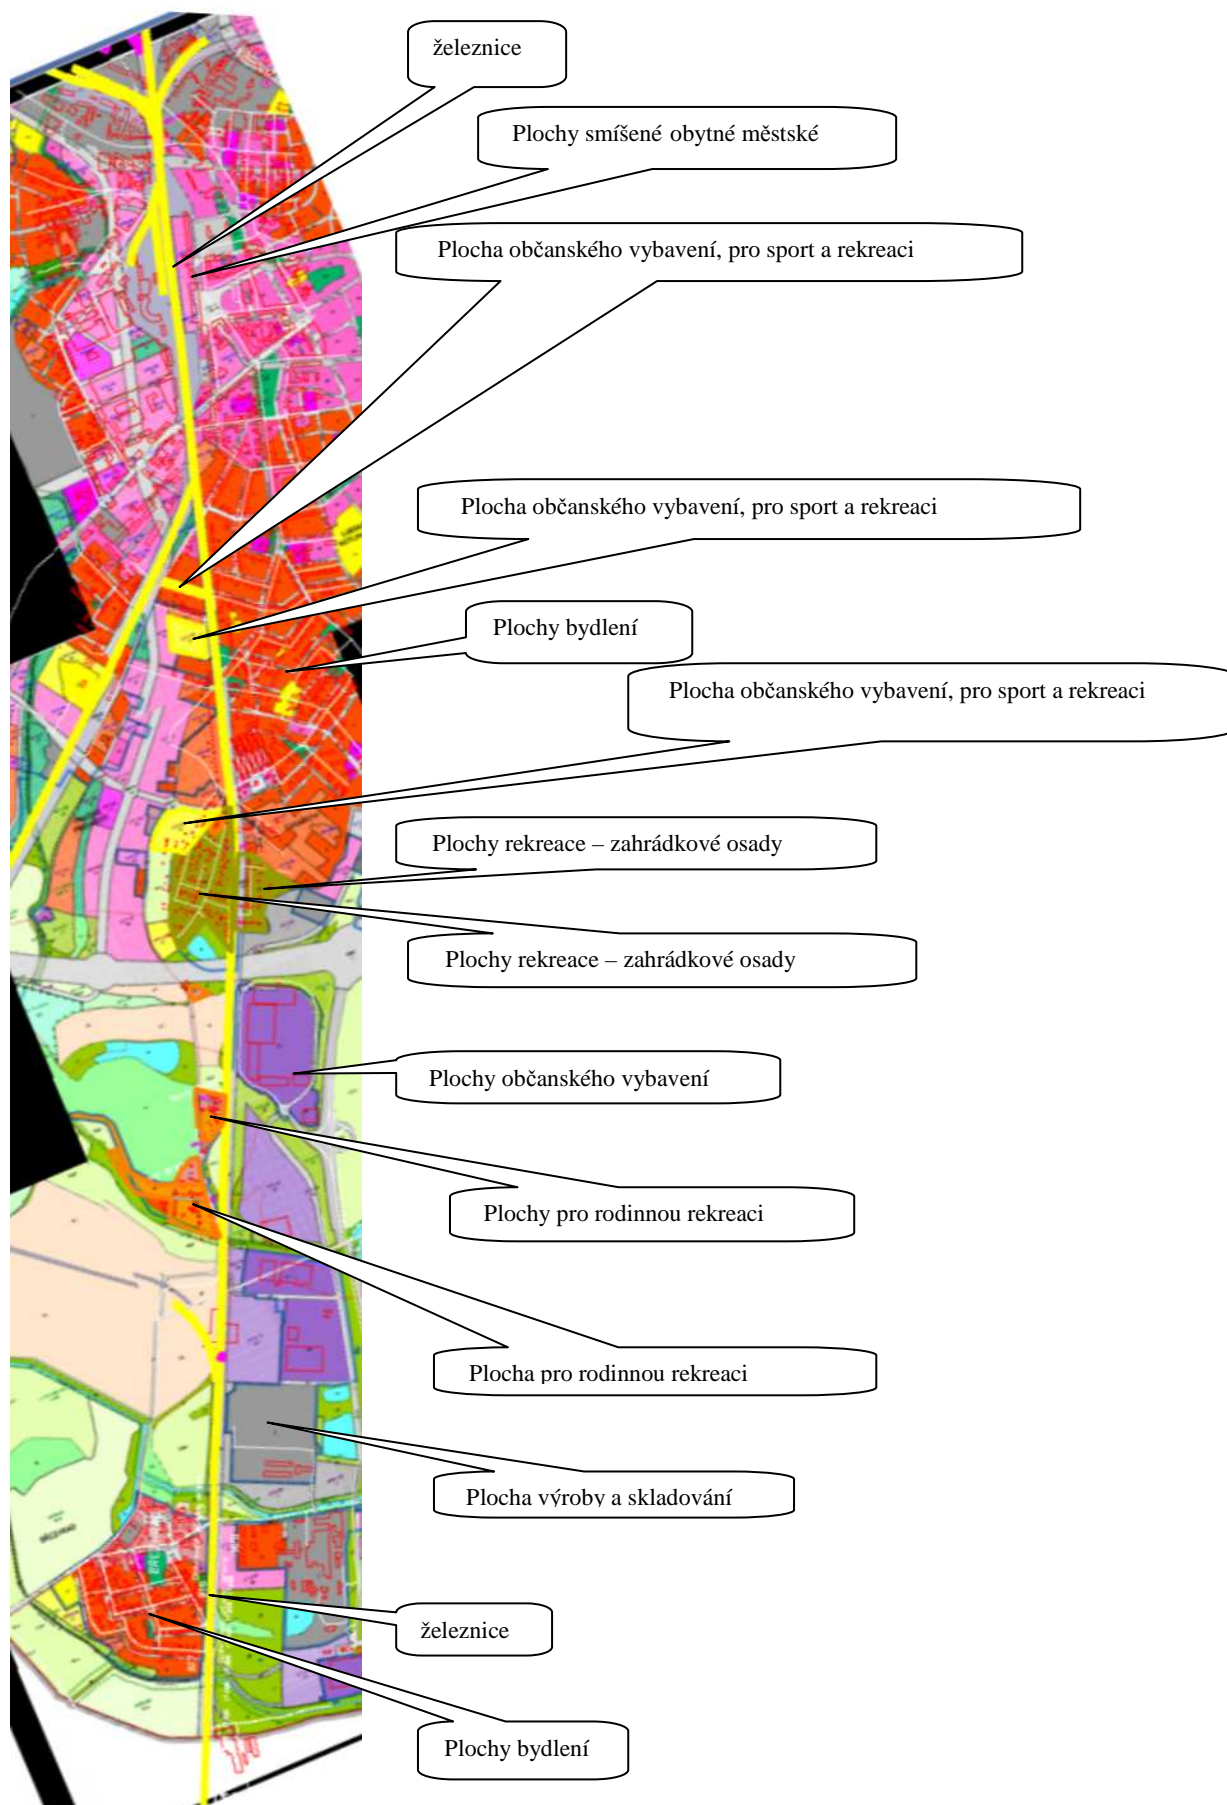 železnice
Plochy smíšené obytné městské
Plocha občanského vybavení, pro sport a rekreaci
Plocha občanského vybavení, pro sport a rekreaci
Plochy bydlení
Plocha občanského vybavení, pro sport a rekreaci
Plochy rekreace – zahrádkové osady
Plochy rekreace – zahrádkové osady
Plochy občanského vybavení
Plochy pro rodinnou rekreaci
Plocha pro rodinnou rekreaci
Plocha výroby a skladování
železnice
Plochy bydlení